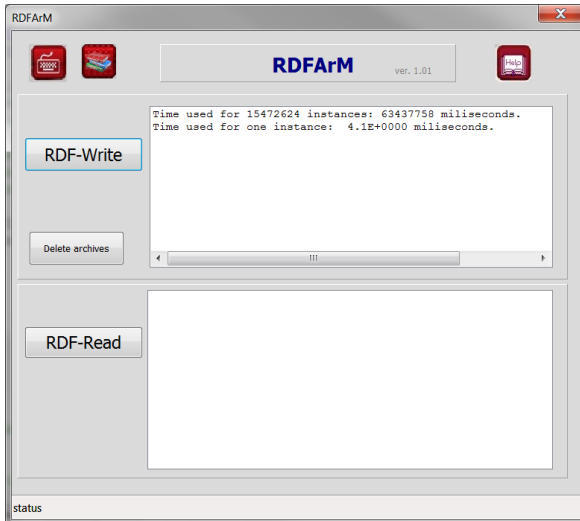 RDFArM
RDFArM ver. 1.01
Help
RDF-Write
Time used for 15472624 instances: 63437758 miliseconds.
Time used for one instance:  4.1E+0000 miliseconds.
Delete archives
RDF-Read
status